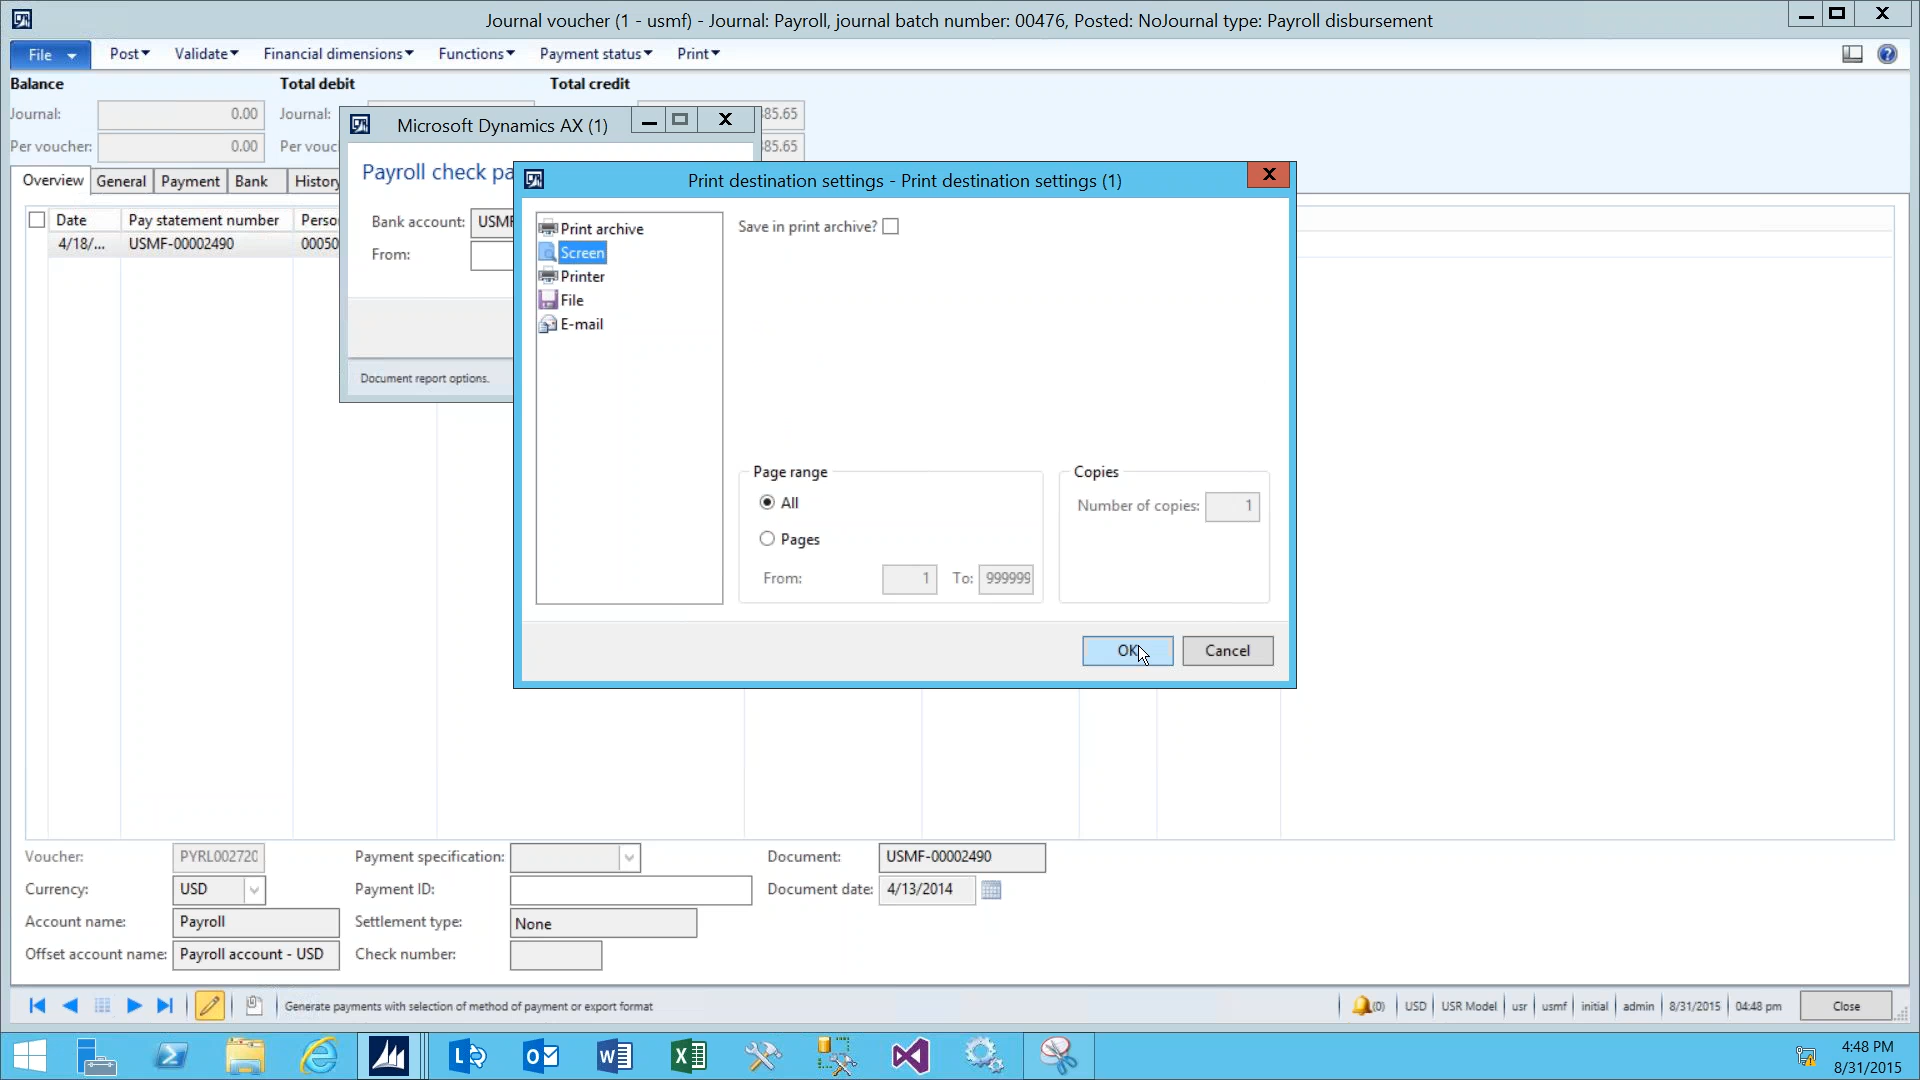 Journal voucher (1 - usmf) - Journal: Payroll, journal batch number: 00476, Posted: NoJournal type: Payroll disbursement
File Post Validate Financial dimensions Functions Payment status Print
Balance Total debit Total credit
Journal: 0.00 Journal: 85.65
Per voucher: 0.00 Per vouc 85.65
Overview General Payment Bank History
Date Pay statement number Perso
4/18/... USMF-00002490 00050
Microsoft Dynamics AX (1)
Payroll check pa
Bank account: USMF
From:
Document report options.
Print destination settings - Print destination settings (1)
Print archive
Screen
Printer
File
E-mail
Save in print archive?
Page range
All
Pages
From: 1 To: 999999
Copies
Number of copies: 1
OK Cancel
Voucher: PYRL002720 Payment specification: Document: USMF-00002490
Currency: USD Payment ID: Document date: 4/13/2014
Account name: Payroll Settlement type: None
Offset account name: Payroll account - USD Check number:
Generate payments with selection of method of payment or export format (0) USD USR Model usr usmf initial admin 8/31/2015 04:48 pm Close
4:48 PM
8/31/2015